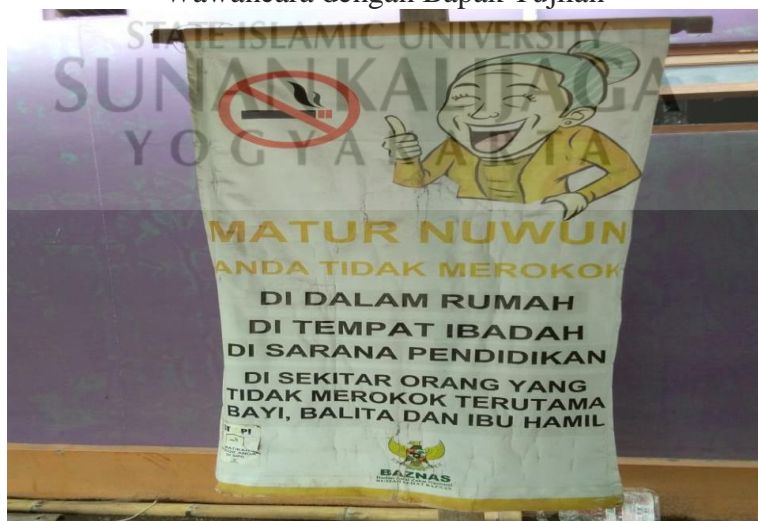 Wawancara dengan Bapak Tujilan
STATE ISLAMIC UNIVERSITY
SUNAN KALIJAGA
YOGYAKARTA
MATUR NUWUN
ANDA TIDAK MEROKOK
DI DALAM RUMAH
DI TEMPAT IBADAH
DI SARANA PENDIDIKAN
DI SEKITAR ORANG YANG
TIDAK MEROKOK TERUTAMA
BAYI, BALITA DAN IBU HAMIL
BAZNAS